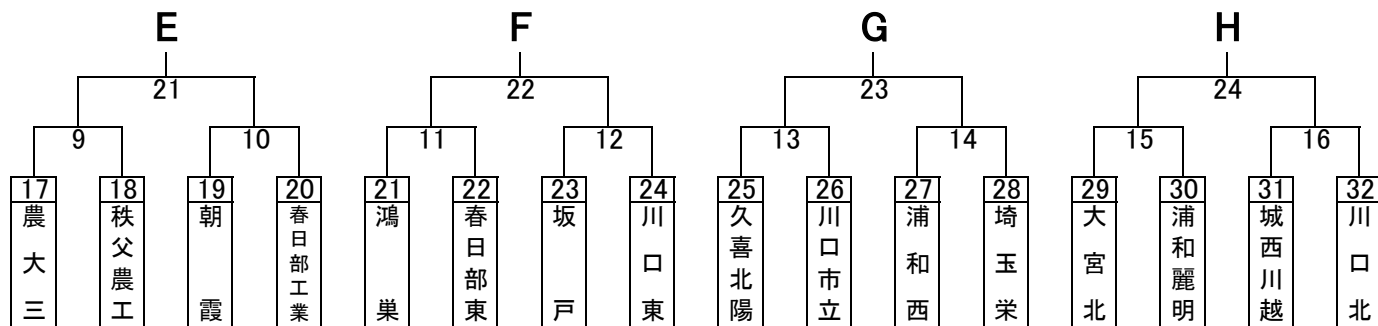 E F G H
21 22 23 24
9 10 11 12 13 14 15 16
17 18 19 20 21 22 23 24 25 26 27 28 29 30 31 32
農大三
秩父農工
朝霞
春日部工業
鴻巣
春日部東
坂戸
川口東
久喜北陽
川口市立
浦和西
埼玉栄
大宮北
浦和麗明
城西川越
川口北